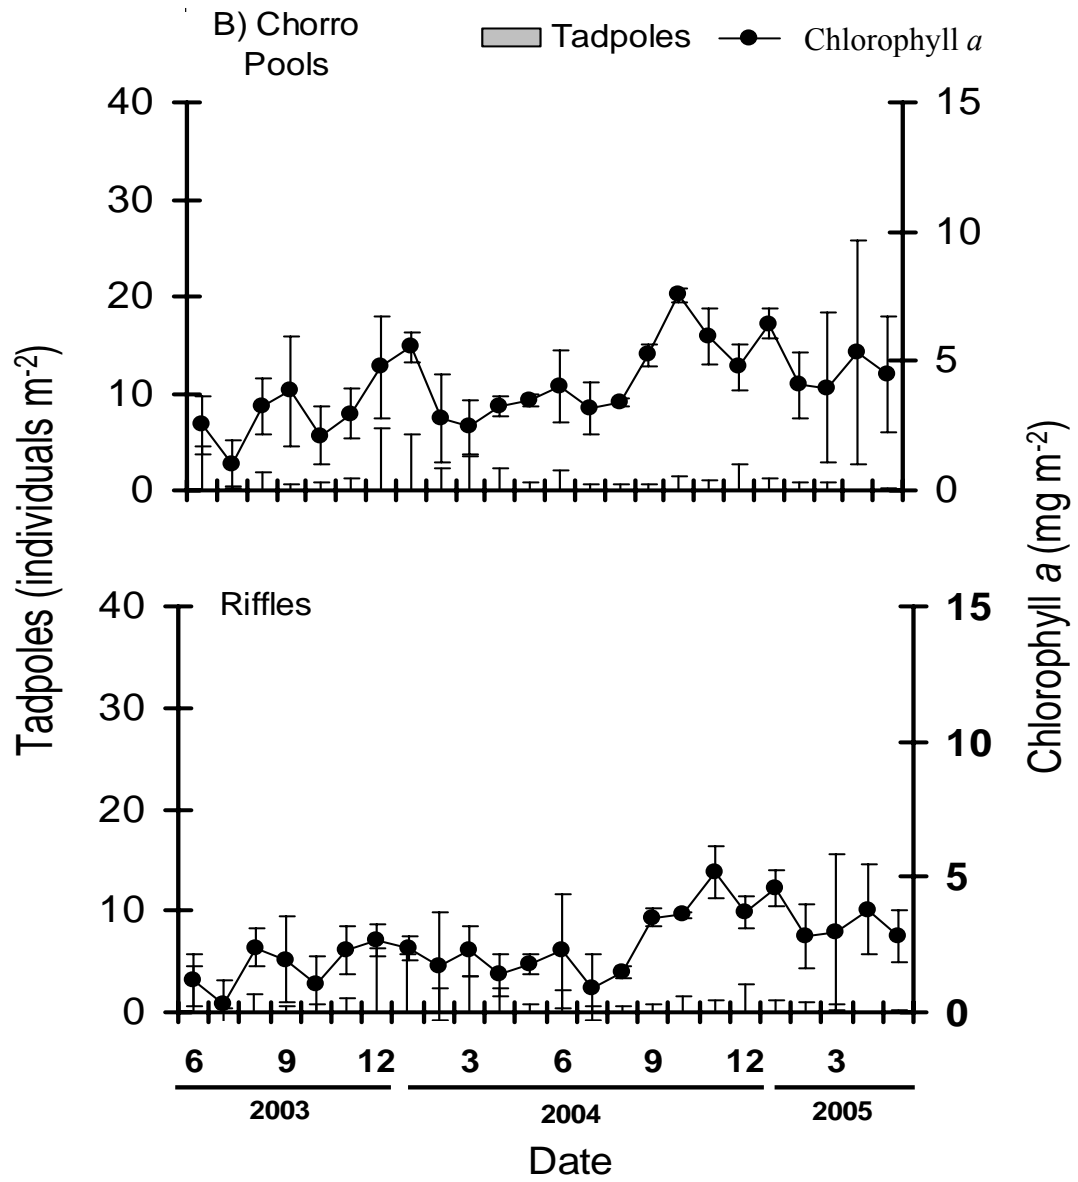 B) Chorro
Pools
Tadpoles
Chlorophyll a
40
30
20
10
0
15
10
5
0
Tadpoles (individuals m-2)
Chlorophyll a (mg m-2)
Riffles
40
30
20
10
0
15
10
5
0
6 9 12 3 6 9 12 3
2003 2004 2005
Date